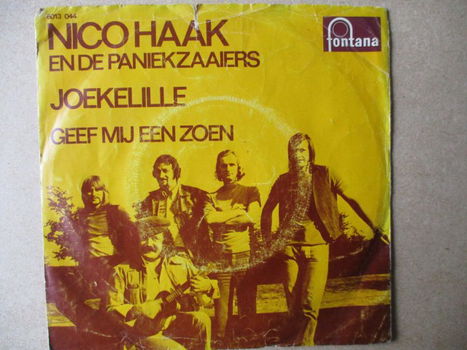 6013 044
NICO HAAK
EN DE PANIEKZAAIERS
JOEKELILLE
GEEF MIJ EEN ZOEN
fontana